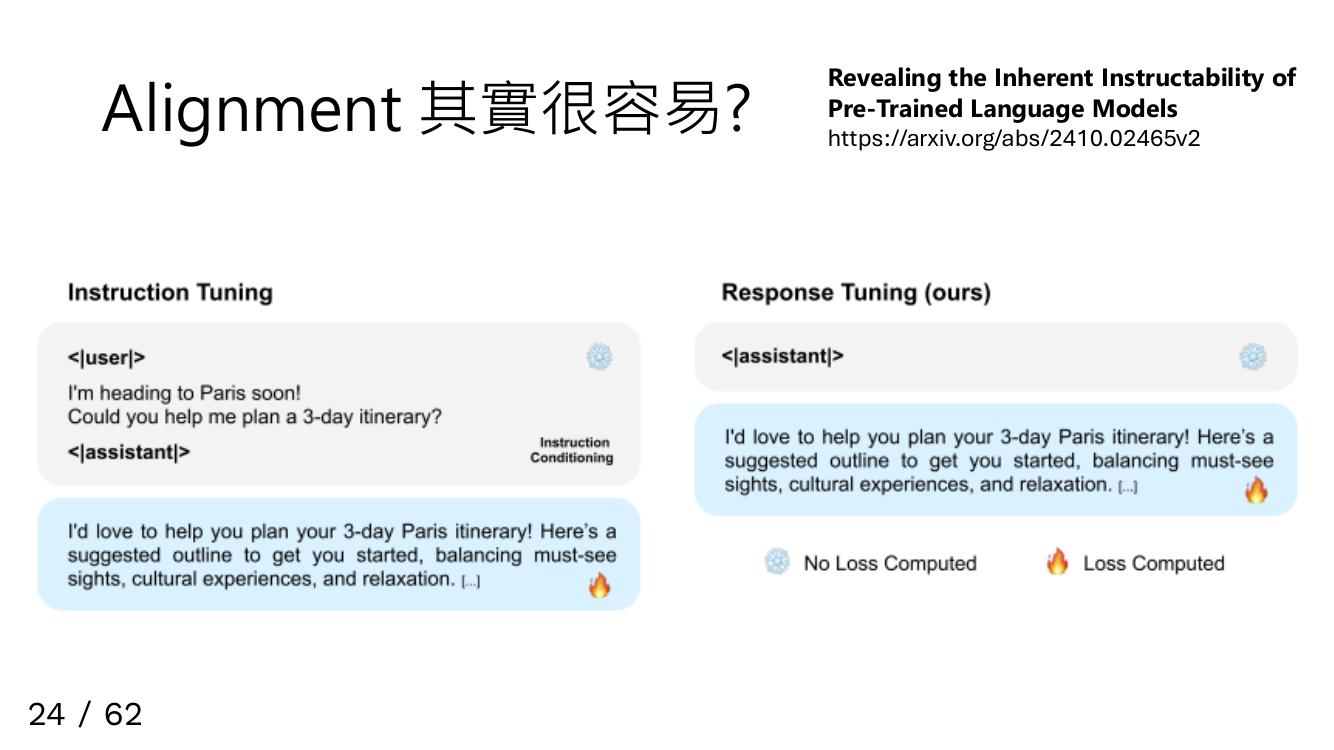 Alignment 其實很容易?
Revealing the Inherent Instructability of
Pre-Trained Language Models
https://arxiv.org/abs/2410.02465v2
Instruction Tuning
<|user|>
I'm heading to Paris soon!
Could you help me plan a 3-day itinerary?
<|assistant|>
Instruction
Conditioning
I'd love to help you plan your 3-day Paris itinerary! Here's a
suggested outline to get you started, balancing must-see
sights, cultural experiences, and relaxation. [...]
Response Tuning (ours)
<|assistant|>
I'd love to help you plan your 3-day Paris itinerary! Here's a
suggested outline to get you started, balancing must-see
sights, cultural experiences, and relaxation. [...]
No Loss Computed
Loss Computed
24 / 62